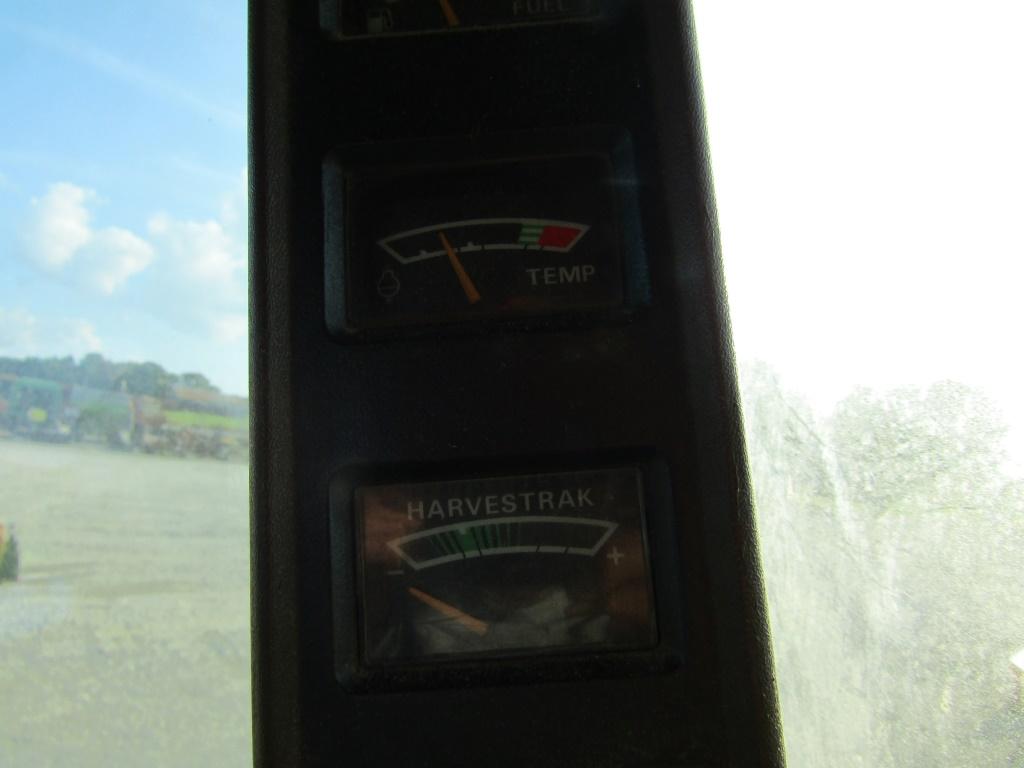 FUEL
TEMP
HARVESTRAK
- +